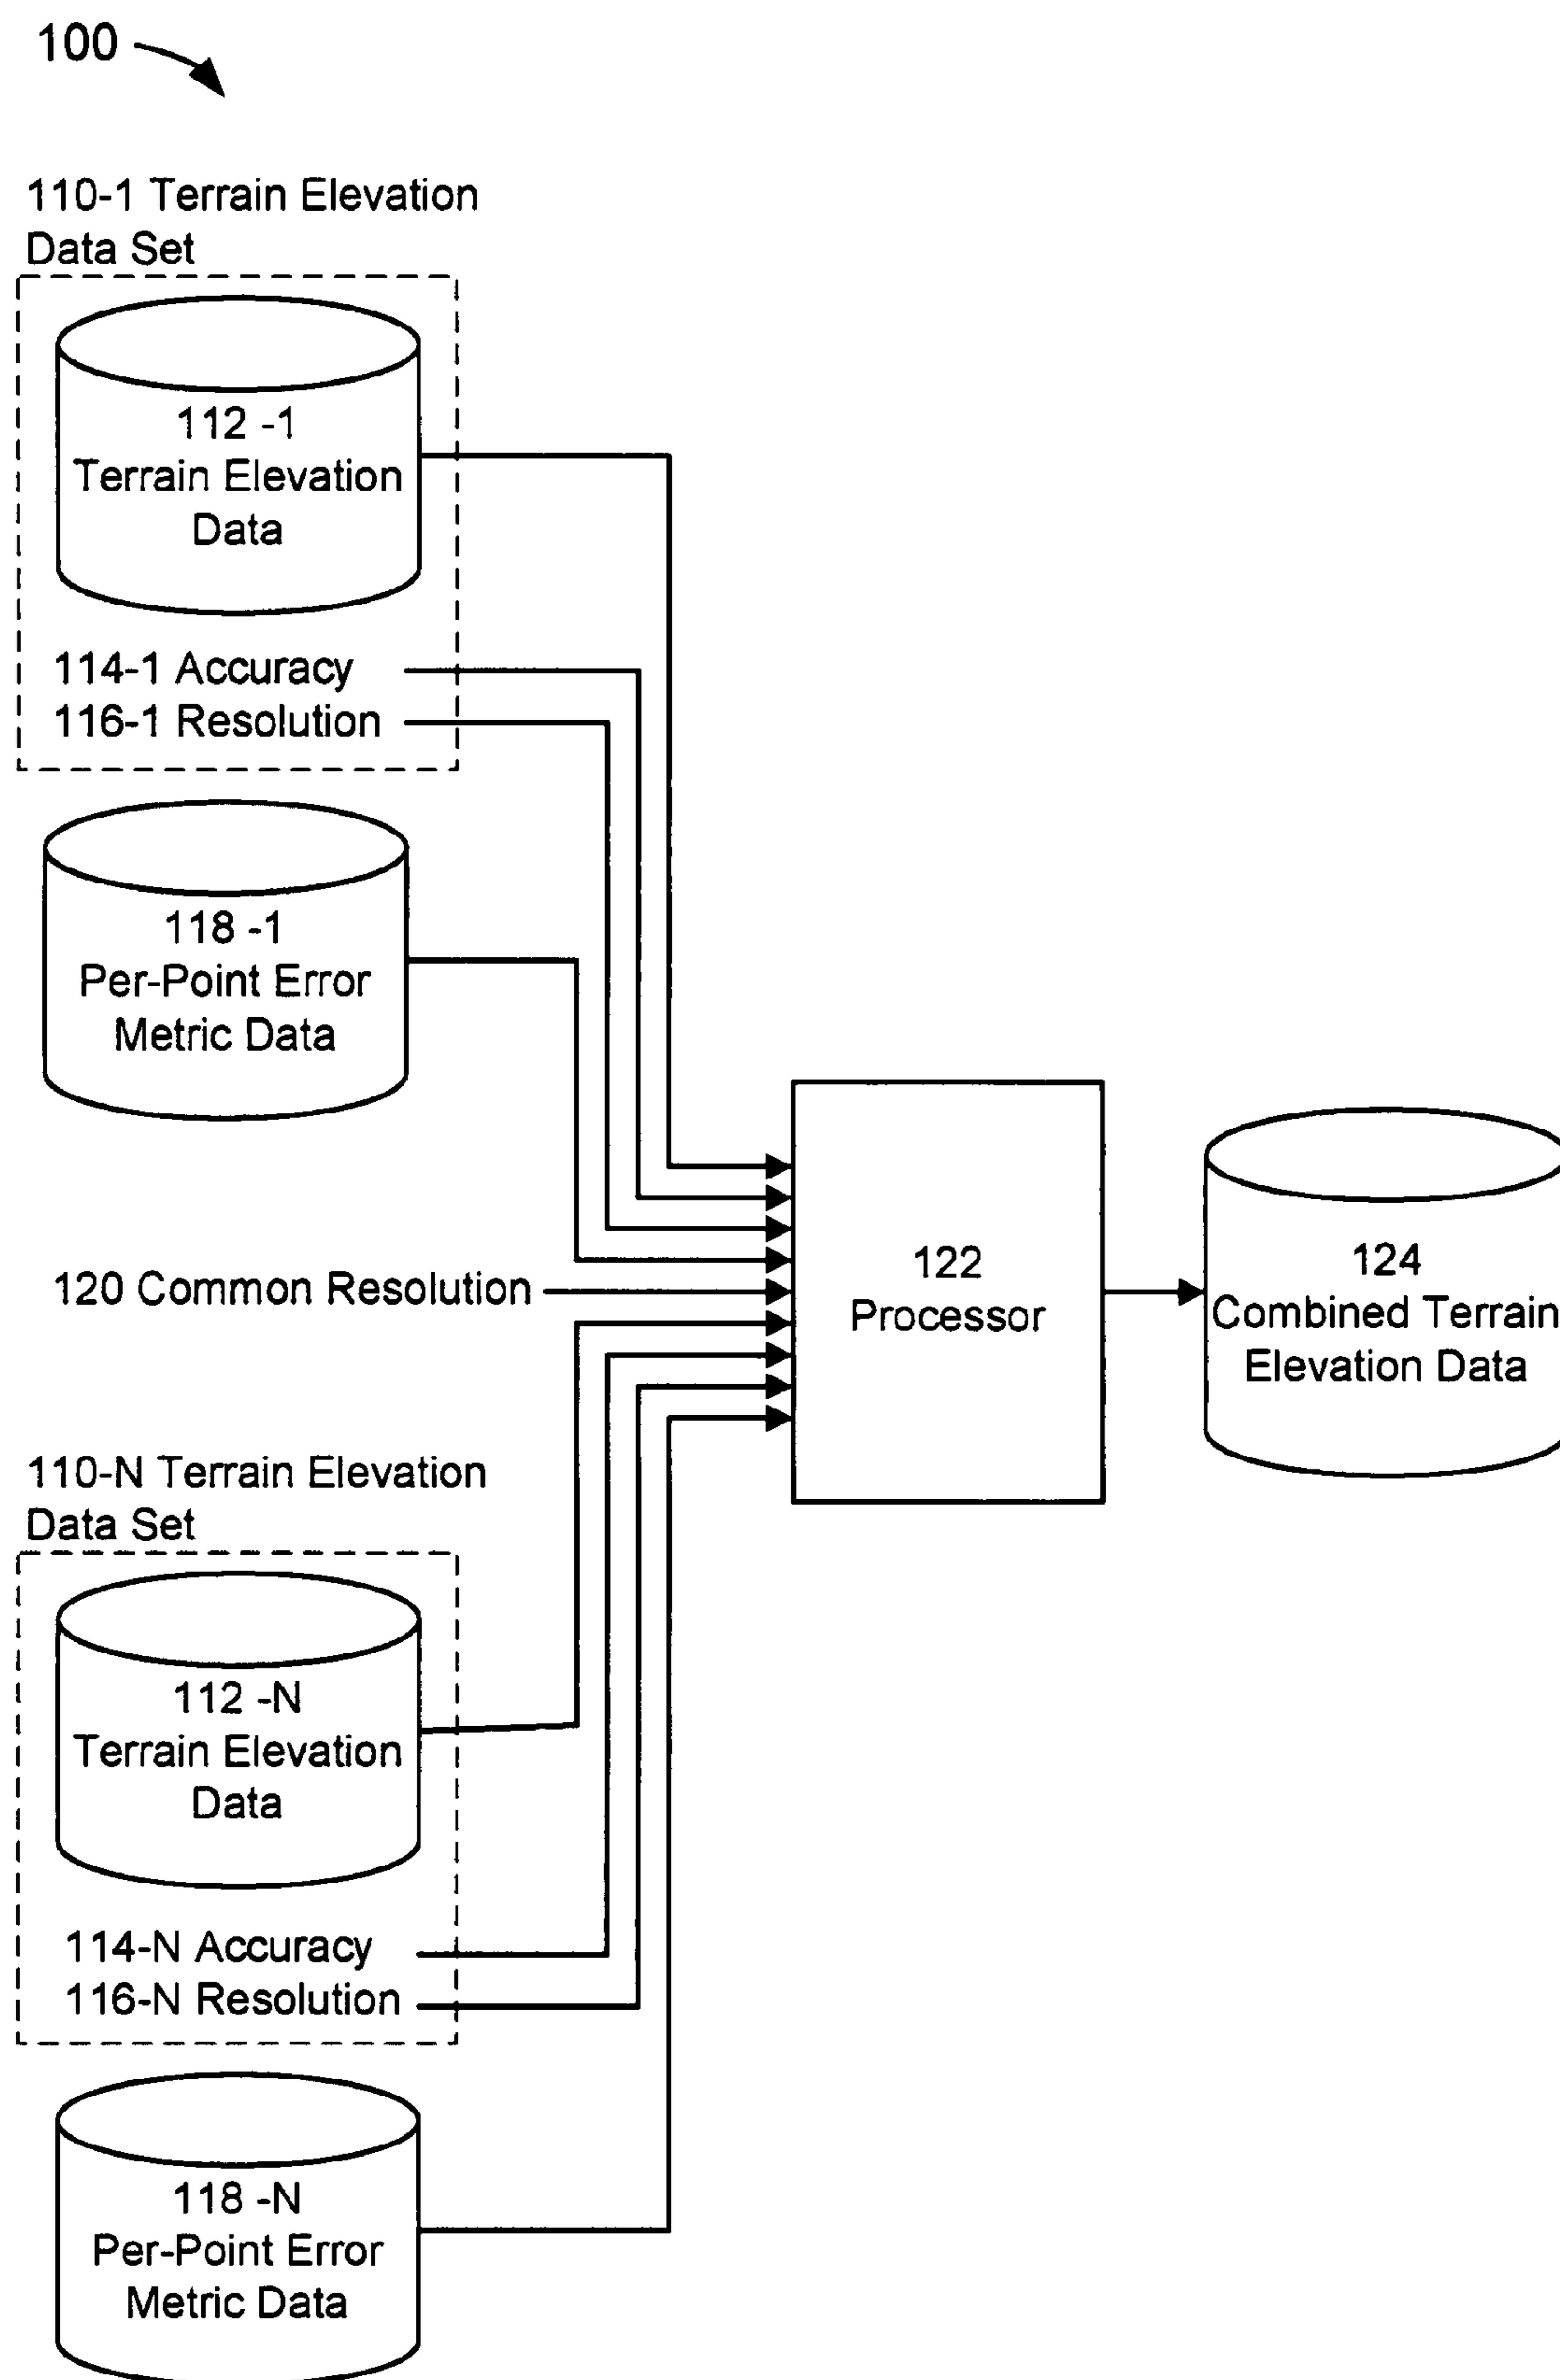 100
110-1 Terrain Elevation
Data Set
112 -1
Terrain Elevation
Data
114-1 Accuracy
116-1 Resolution
118 -1
Per-Point Error
Metric Data
120 Common Resolution
122
Processor
124
Combined Terrain
Elevation Data
110-N Terrain Elevation
Data Set
112 -N
Terrain Elevation
Data
114-N Accuracy
116-N Resolution
118 -N
Per-Point Error
Metric Data